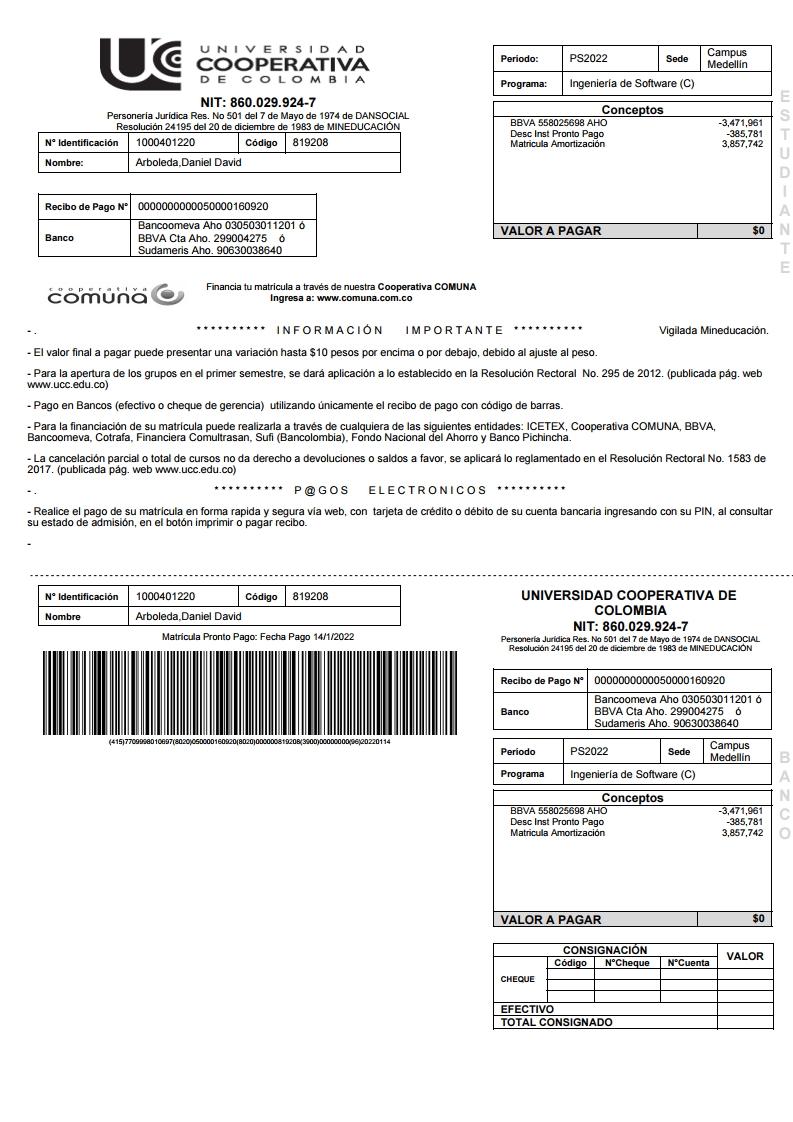 UNIVERSIDAD
COOPERATIVA
DE COLOMBIA
NIT: 860.029.924-7
Personería Jurídica Res. No 501 del 7 de Mayo de 1974 de DANSOCIAL
Resolución 24195 del 20 de diciembre de 1983 de MINEDUCACIÓN
N° Identificación 1000401220 Código 819208
Nombre: Arboleda,Daniel David
Recibo de Pago N° 0000000000050000160920
Banco
Bancoomeva Aho 030503011201 ó
BBVA Cta Aho. 299004275 ó
Sudameris Aho. 90630038640
Periodo: PS2022 Sede Campus Medellín
Programa: Ingeniería de Software (C)
Conceptos
BBVA 558025698 AHO -3,471,961
Desc Inst Pronto Pago -385,781
Matricula Amortización 3,857,742
VALOR A PAGAR $0
ESTUDIANTE
cooperativa
comuna
Financia tu matrícula a través de nuestra Cooperativa COMUNA
Ingresa a: www.comuna.com.co
- . ********** INFORMACIÓN IMPORTANTE ********** Vigilada Mineducación.
- El valor final a pagar puede presentar una variación hasta $10 pesos por encima o por debajo, debido al ajuste al peso.
- Para la apertura de los grupos en el primer semestre, se dará aplicación a lo establecido en la Resolución Rectoral No. 295 de 2012. (publicada pág. web
www.ucc.edu.co)
- Pago en Bancos (efectivo o cheque de gerencia) utilizando únicamente el recibo de pago con código de barras.
- Para la financiación de su matrícula puede realizarla a través de cualquiera de las siguientes entidades: ICETEX, Cooperativa COMUNA, BBVA,
Bancoomeva, Cotrafa, Financiera Comultrasan, Sufi (Bancolombia), Fondo Nacional del Ahorro y Banco Pichincha.
- La cancelación parcial o total de cursos no da derecho a devoluciones o saldos a favor, se aplicará lo reglamentado en el Resolución Rectoral No. 1583 de
2017. (publicada pág. web www.ucc.edu.co)
- . ********** P@GOS ELECTRONICOS **********
- Realice el pago de su matrícula en forma rapida y segura vía web, con tarjeta de crédito o débito de su cuenta bancaria ingresando con su PIN, al consultar
su estado de admisión, en el botón imprimir o pagar recibo.
-
N° Identificación 1000401220 Código 819208
Nombre Arboleda,Daniel David
Matrícula Pronto Pago: Fecha Pago 14/1/2022
(415)7709998010697(8020)050000160920(8020)000000819208(3900)0000000000(96)20220114
UNIVERSIDAD COOPERATIVA DE
COLOMBIA
NIT: 860.029.924-7
Personería Jurídica Res. No 501 del 7 de Mayo de 1974 de DANSOCIAL
Resolución 24195 del 20 de diciembre de 1983 de MINEDUCACIÓN
Recibo de Pago N° 0000000000050000160920
Banco
Bancoomeva Aho 030503011201 ó
BBVA Cta Aho. 299004275 ó
Sudameris Aho. 90630038640
Periodo PS2022 Sede Campus Medellín
Programa Ingeniería de Software (C)
Conceptos
BBVA 558025698 AHO -3,471,961
Desc Inst Pronto Pago -385,781
Matricula Amortización 3,857,742
VALOR A PAGAR $0
BANCO
CONSIGNACIÓN VALOR
Código N°Cheque N°Cuenta
CHEQUE
EFECTIVO
TOTAL CONSIGNADO